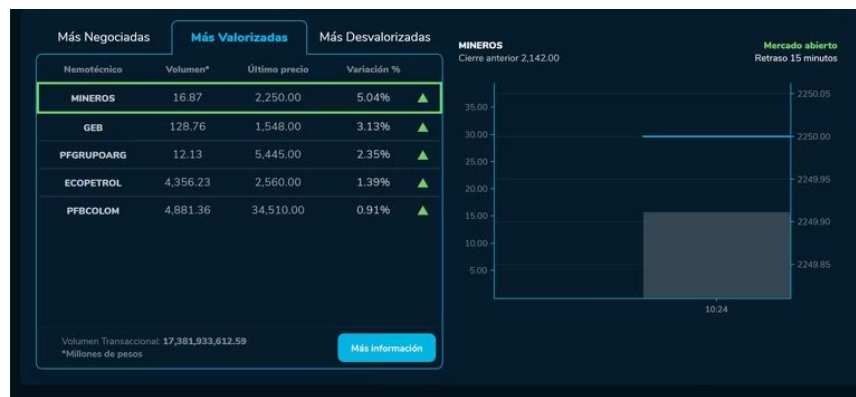 Más Negociadas Más Valorizadas Más Desvalorizadas
Nemotécnico Volumen* Último precio Variación %
MINEROS 16.87 2,250.00 5.04%
GEB 128.76 1,548.00 3.13%
PFGRUPOARG 12.13 5,445.00 2.35%
ECOPETROL 4,356.23 2,560.00 1.39%
PFBCOLOM 4,881.36 34,510.00 0.91%
Volumen Transaccional: 17,381,933,612.59
*Millones de pesos
Más información
MINEROS
Cierre anterior 2,142.00
Mercado abierto
Retraso 15 minutos
35.00
30.00
25.00
20.00
15.00
10.00
5.00
2250.05
2250.00
2249.95
2249.90
2249.85
10:24